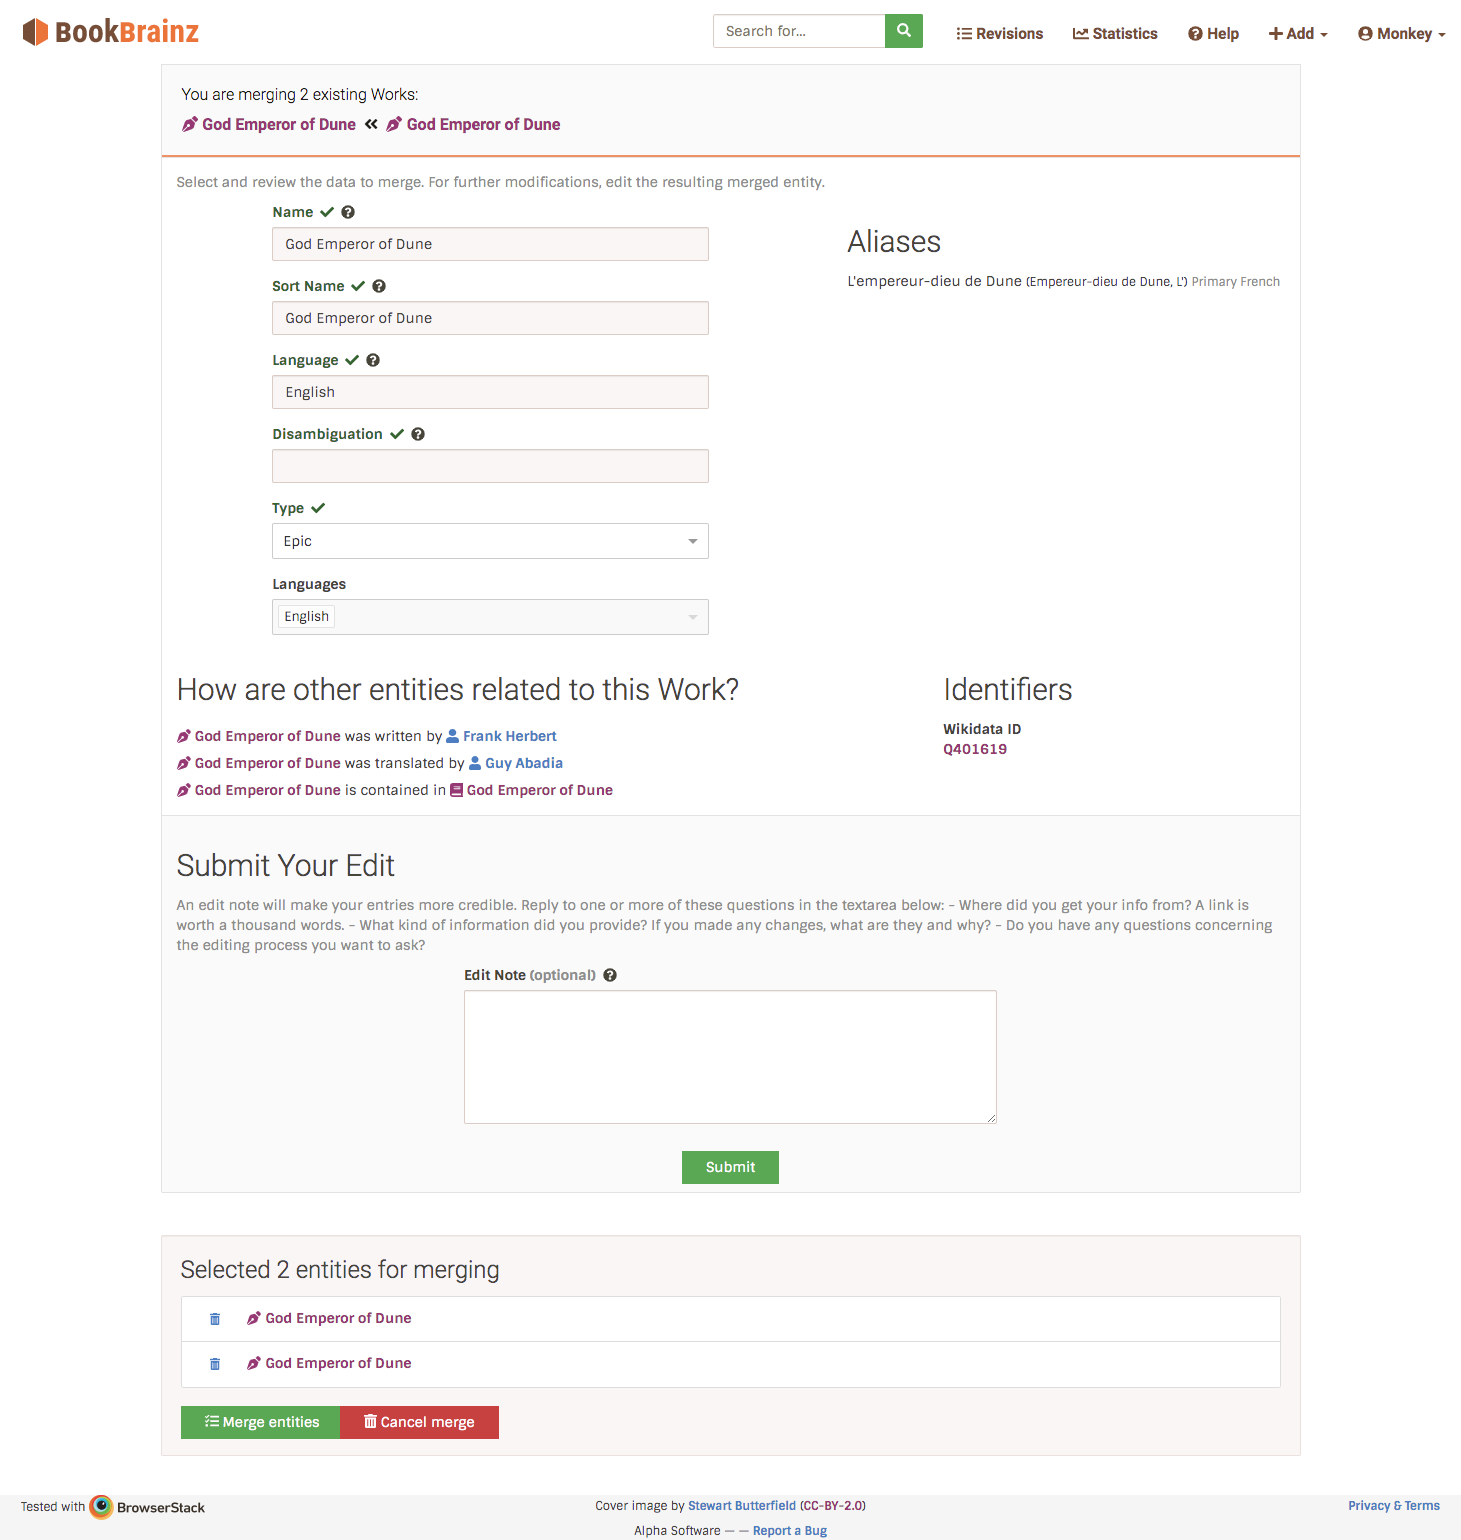 BookBrainz
Search for...
Revisions
Statistics
Help
Add
Monkey
You are merging 2 existing Works:
God Emperor of Dune « God Emperor of Dune
Select and review the data to merge. For further modifications, edit the resulting merged entity.
Name
God Emperor of Dune
Sort Name
God Emperor of Dune
Language
English
Disambiguation
Type
Epic
Languages
English
Aliases
L'empereur-dieu de Dune (Empereur-dieu de Dune, L') Primary French
How are other entities related to this Work?
God Emperor of Dune was written by Frank Herbert
God Emperor of Dune was translated by Guy Abadia
God Emperor of Dune is contained in God Emperor of Dune
Identifiers
Wikidata ID
Q401619
Submit Your Edit
An edit note will make your entries more credible. Reply to one or more of these questions in the textarea below: - Where did you get your info from? A link is
worth a thousand words. - What kind of information did you provide? If you made any changes, what are they and why? - Do you have any questions concerning
the editing process you want to ask?
Edit Note (optional)
Submit
Selected 2 entities for merging
God Emperor of Dune
God Emperor of Dune
Merge entities
Cancel merge
Tested with BrowserStack
Cover image by Stewart Butterfield (CC-BY-2.0)
Privacy & Terms
Alpha Software — — Report a Bug